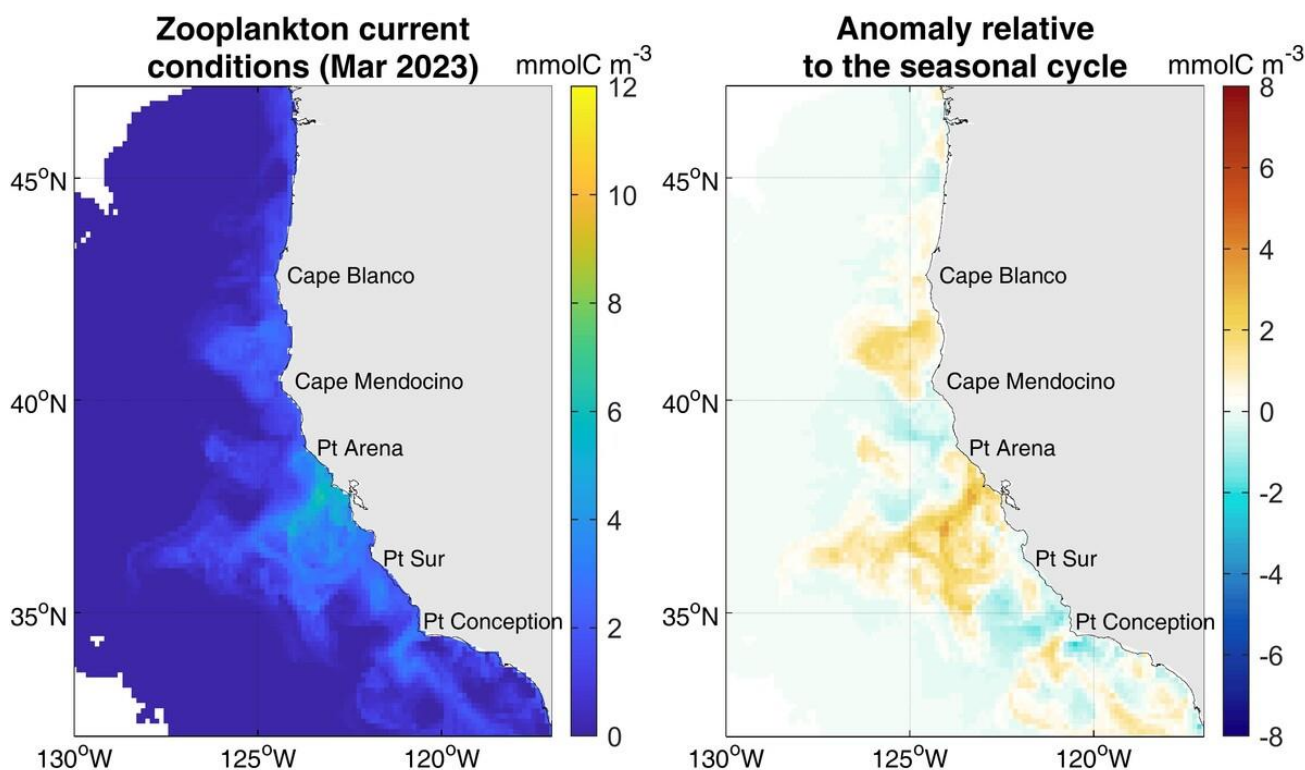 Zooplankton current
conditions (Mar 2023)
mmolC m-3
12
10
8
6
4
2
0
45oN
40oN
35oN
130oW
125oW
120oW
Cape Blanco
Cape Mendocino
Pt Arena
Pt Sur
Pt Conception
Anomaly relative
to the seasonal cycle
mmolC m-3
8
6
4
2
0
-2
-4
-6
-8
45oN
40oN
35oN
130oW
125oW
120oW
Cape Blanco
Cape Mendocino
Pt Arena
Pt Sur
Pt Conception